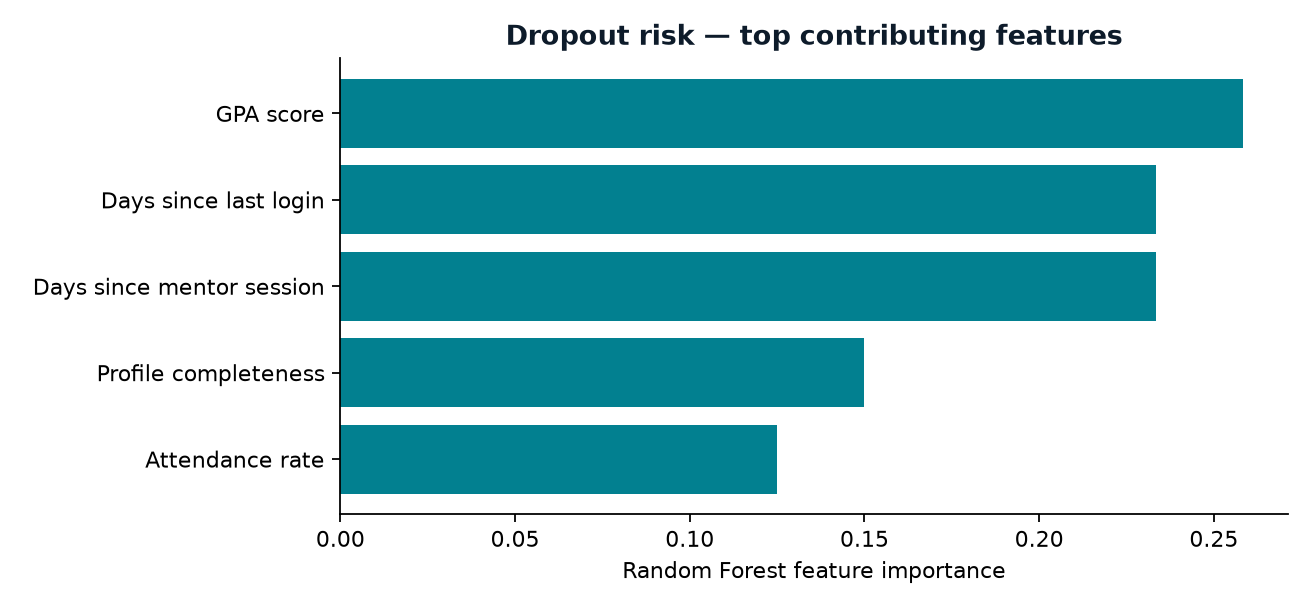 Dropout risk — top contributing features
GPA score
Days since last login
Days since mentor session
Profile completeness
Attendance rate
0.00 0.05 0.10 0.15 0.20 0.25
Random Forest feature importance